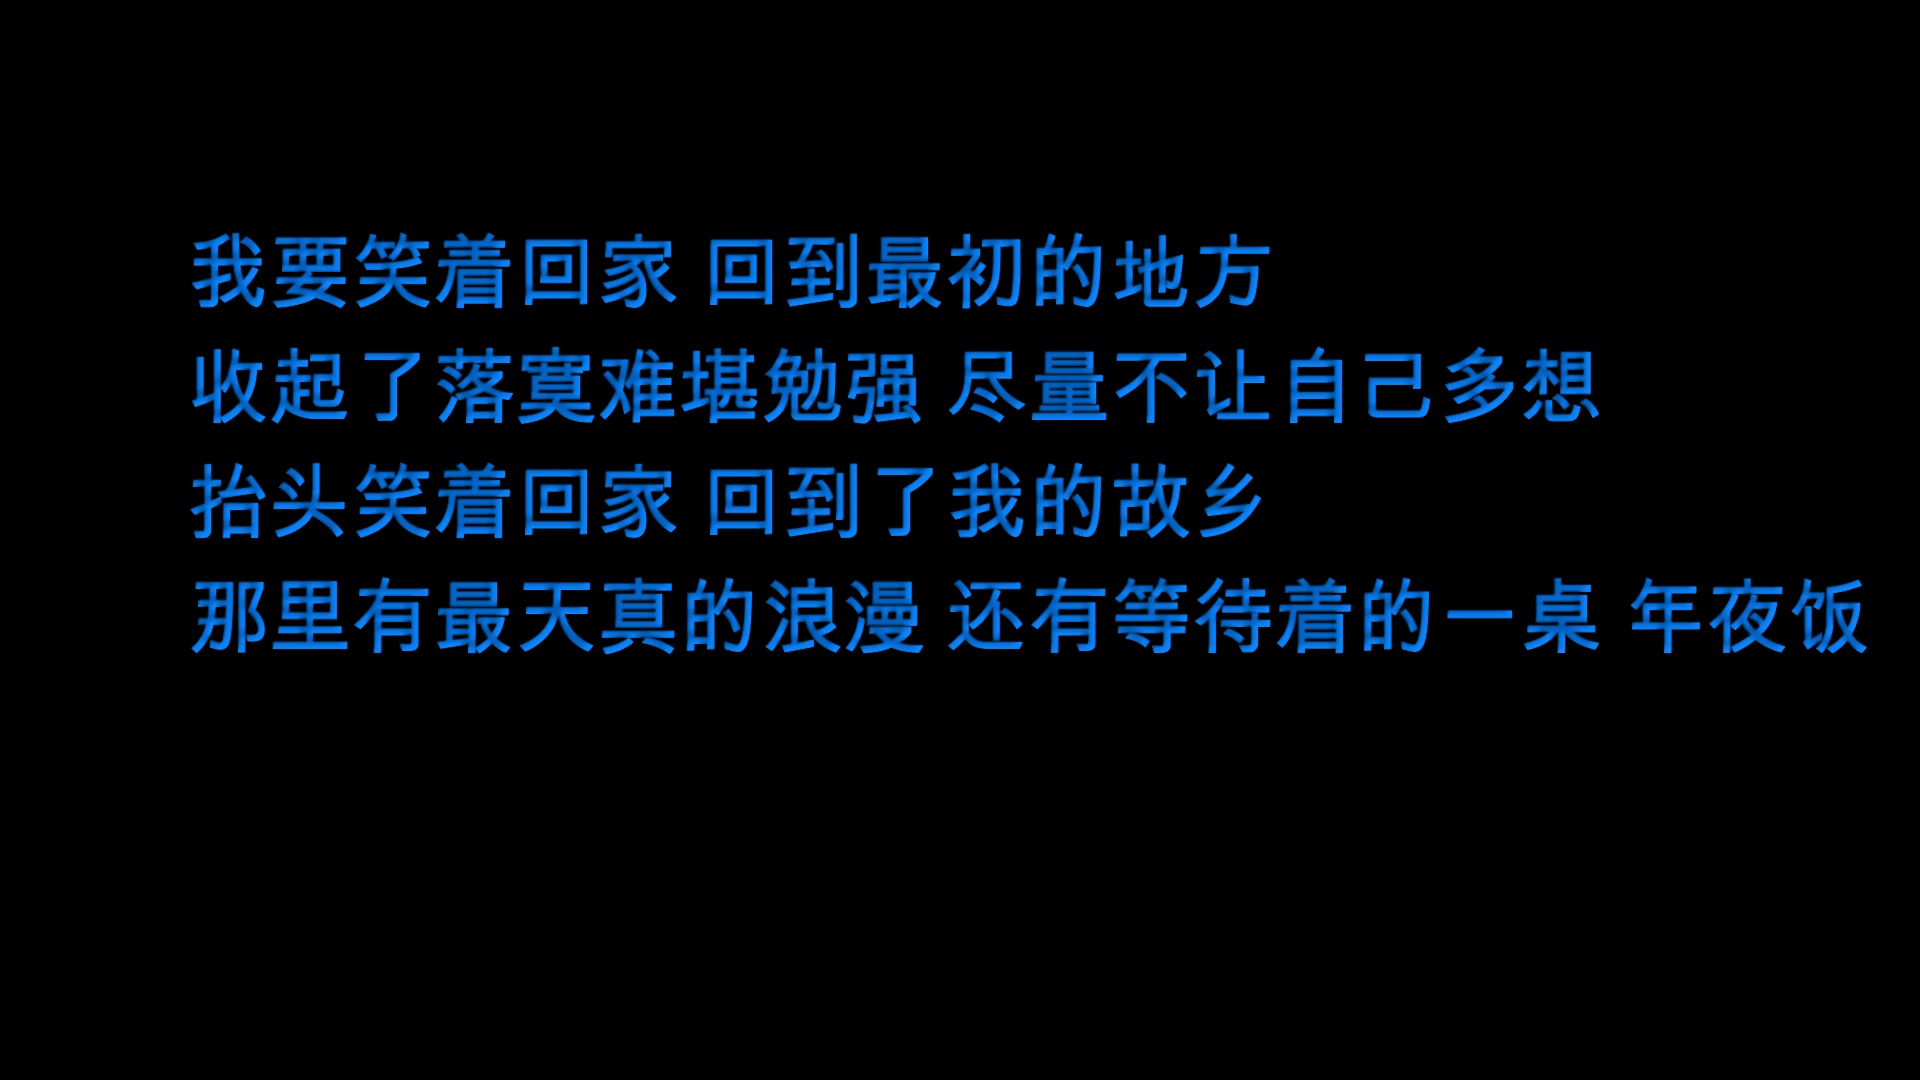 我要笑着回家 回到最初的地方
收起了落寞难堪勉强 尽量不让自己多想
抬头笑着回家 回到了我的故乡
那里有最天真的浪漫 还有等待着的一桌 年夜饭